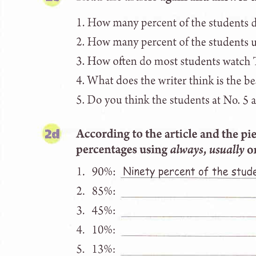 1. How many percent of the students d
2. How many percent of the students u
3. How often do most students watch
4. What does the writer think is the be
5. Do you think the students at No. 5 a
2d According to the article and the pie
percentages using always, usually o
1. 90%: Ninety percent of the stude
2. 85%:
3. 45%:
4. 10%:
5. 13%: